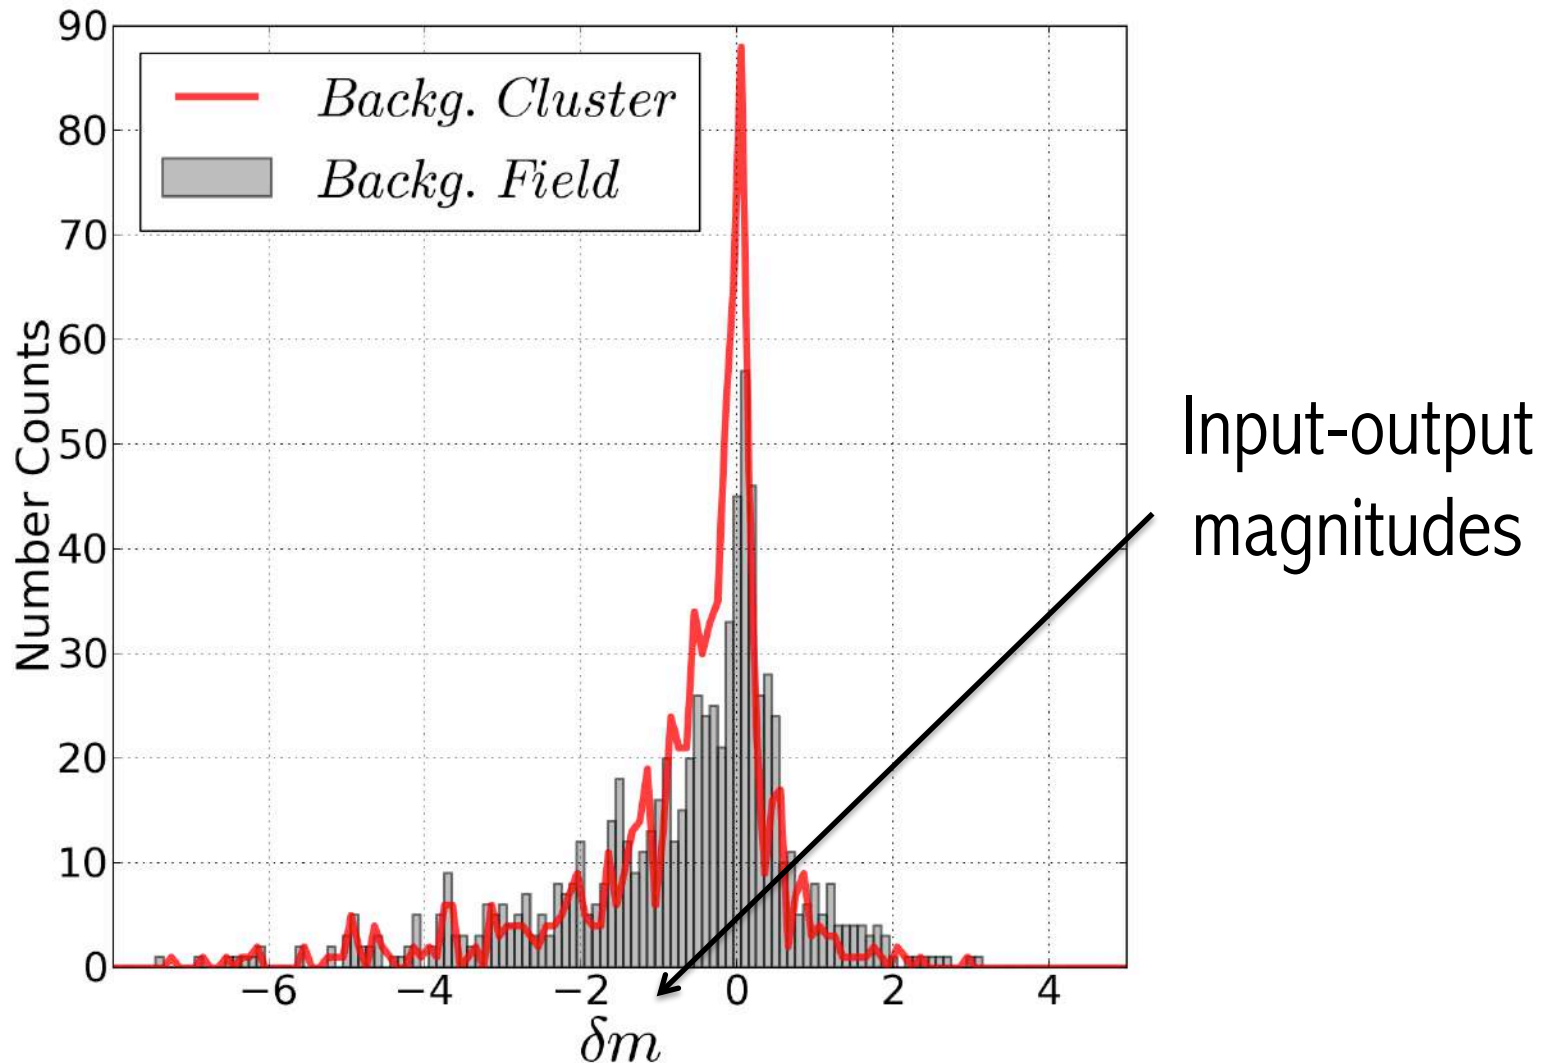 90
80
70
60
50
40
30
20
10
0
Number Counts
Backg. Cluster
Backg. Field
−6 −4 −2 0 2 4
δm
Input-output
magnitudes